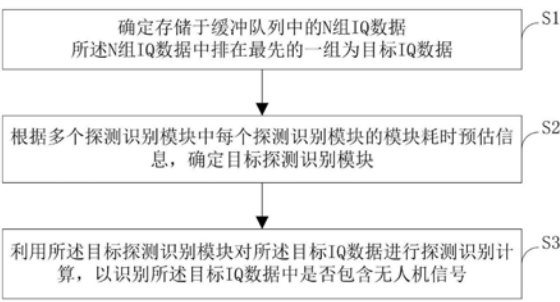 确定存储于缓冲队列中的N组IQ数据
S1
所述N组IQ数据中排在最先的一组为目标IQ数据
根据多个探测识别模块中每个探测识别模块的模块耗时预估信
S2
息，确定目标探测识别模块
利用所述目标探测识别模块对所述目标IQ数据进行探测识别计
S3
算，以识别所述目标IQ数据中是否包含无人机信号